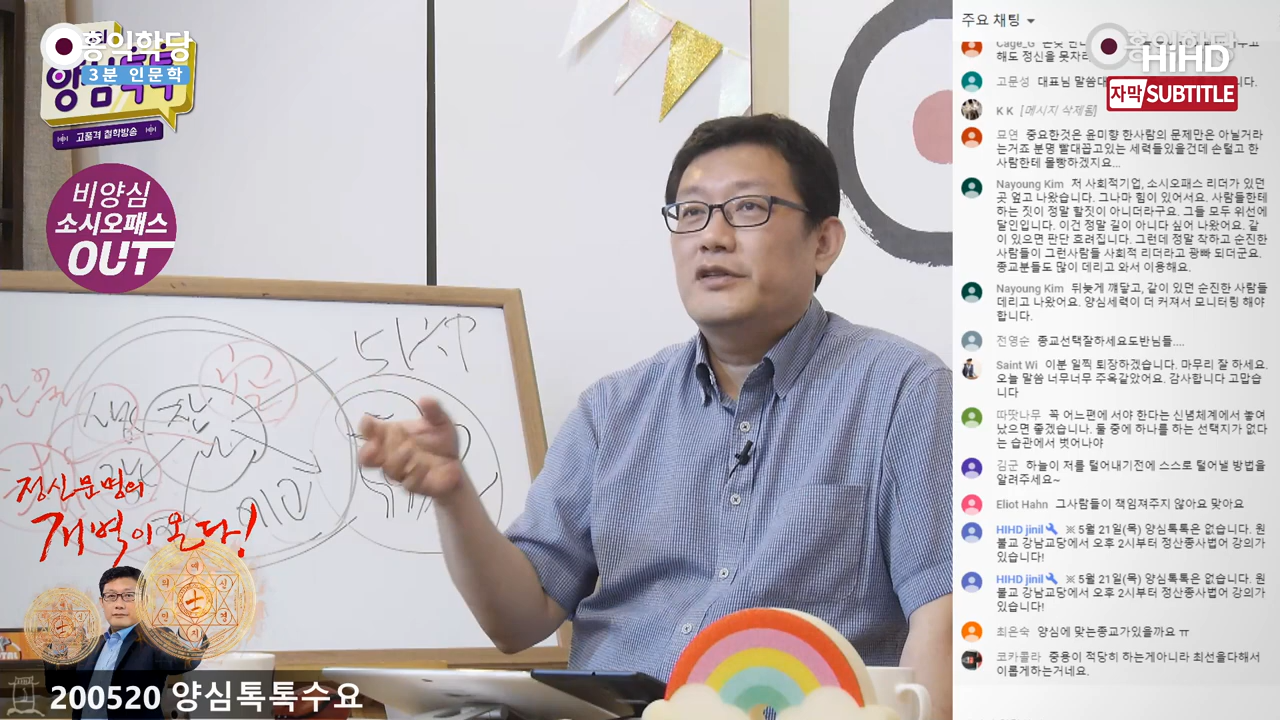 홍익학당
3분 인문학
양심톡톡
고품격 철학방송
비양심
소시오패스
OUT
정신문명의
개벽이 온다!
200520 양심톡톡수요
주요 채팅
홍익학당
HiHD
자막 SUBTITLE
Cage_G
해도 정신을 못차리
고문성 대표님 말씀대
K K [메시지 삭제됨]
묘연 중요한것은 윤미향 한사람의 문제만은 아닐거라
는거죠 분명 빨대꼽고있는 세력들있을건데 손털고 한
사람한테 몰빵하겠지요...
Nayoung Kim 저 사회적기업, 소시오패스 리더가 있던
곳 엎고 나왔습니다. 그나마 힘이 있어서요. 사람들한테
하는 짓이 정말 할짓이 아니더라구요. 그들 모두 위선에
달인입니다. 이건 정말 길이 아니다 싶어 나왔어요. 같
이 있으면 판단 흐려집니다. 그런데 정말 착하고 순진한
사람들이 그런사람들 사회적 리더라고 광빠 되더군요.
종교분들도 많이 데리고 와서 이용해요.
Nayoung Kim 뒤늦게 꺠달고, 같이 있던 순진한 사람들
데리고 나왔어요. 양심세력이 더 커져서 모니터링 해야
합니다.
전영순 종교선택잘하세요도반님들....
Saint Wi 이분 일찍 퇴장하겠습니다. 마무리 잘 하세요.
오늘 말씀 너무너무 주옥같았어요. 감사합니다 고맙습
니다
따땃나무 꼭 어느편에 서야 한다는 신념체계에서 놓여
났으면 좋겠습니다. 둘 중에 하나를 하는 선택지가 없다
는 습관에서 벗어나야
김군 하늘이 저를 털어내기전에 스스로 털어낼 방법을
알려주세요~
Eliot Hahn 그사람들이 책임져주지 않아요 맞아요
HIHD jinil ※ 5월 21일(목) 양심톡톡은 없습니다. 원
불교 강남교당에서 오후 2시부터 정산종사법어 강의가
있습니다!
HIHD jinil ※ 5월 21일(목) 양심톡톡은 없습니다. 원
불교 강남교당에서 오후 2시부터 정산종사법어 강의가
있습니다!
최은숙 양심에 맞는종교가있을까요 ㅠ
코카콜라 중용이 적당히 하는게아니라 최선을다해서
이롭게하는거네요.